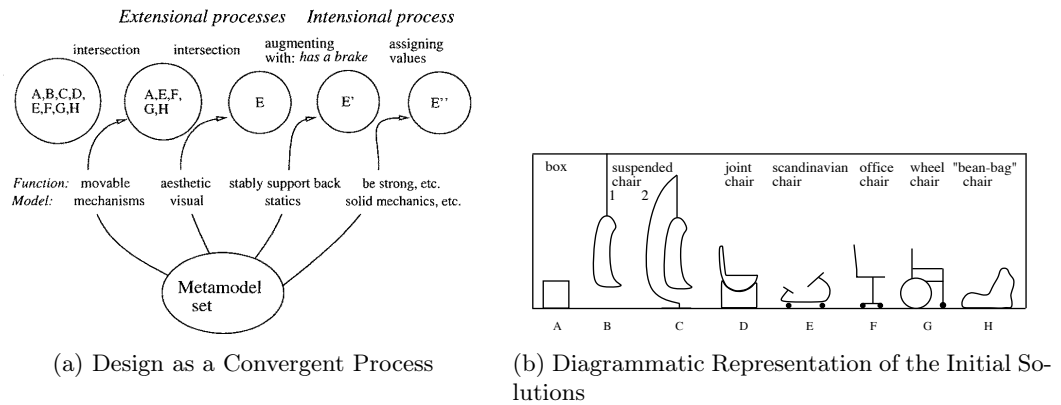 Extensional processes Intensional process
intersection intersection augmenting with: has a brake assigning values
A,B,C,D,
E,F,G,H
A,E,F,
G,H
E
E'
E''
Function: movable aesthetic stably support back be strong, etc.
Model: mechanisms visual statics solid mechanics, etc.
Metamodel
set
(a) Design as a Convergent Process
box
suspended
chair
1 2
joint
chair
scandinavian
chair
office
chair
wheel
chair
"bean-bag"
chair
A B C D E F G H
(b) Diagrammatic Representation of the Initial So-
lutions